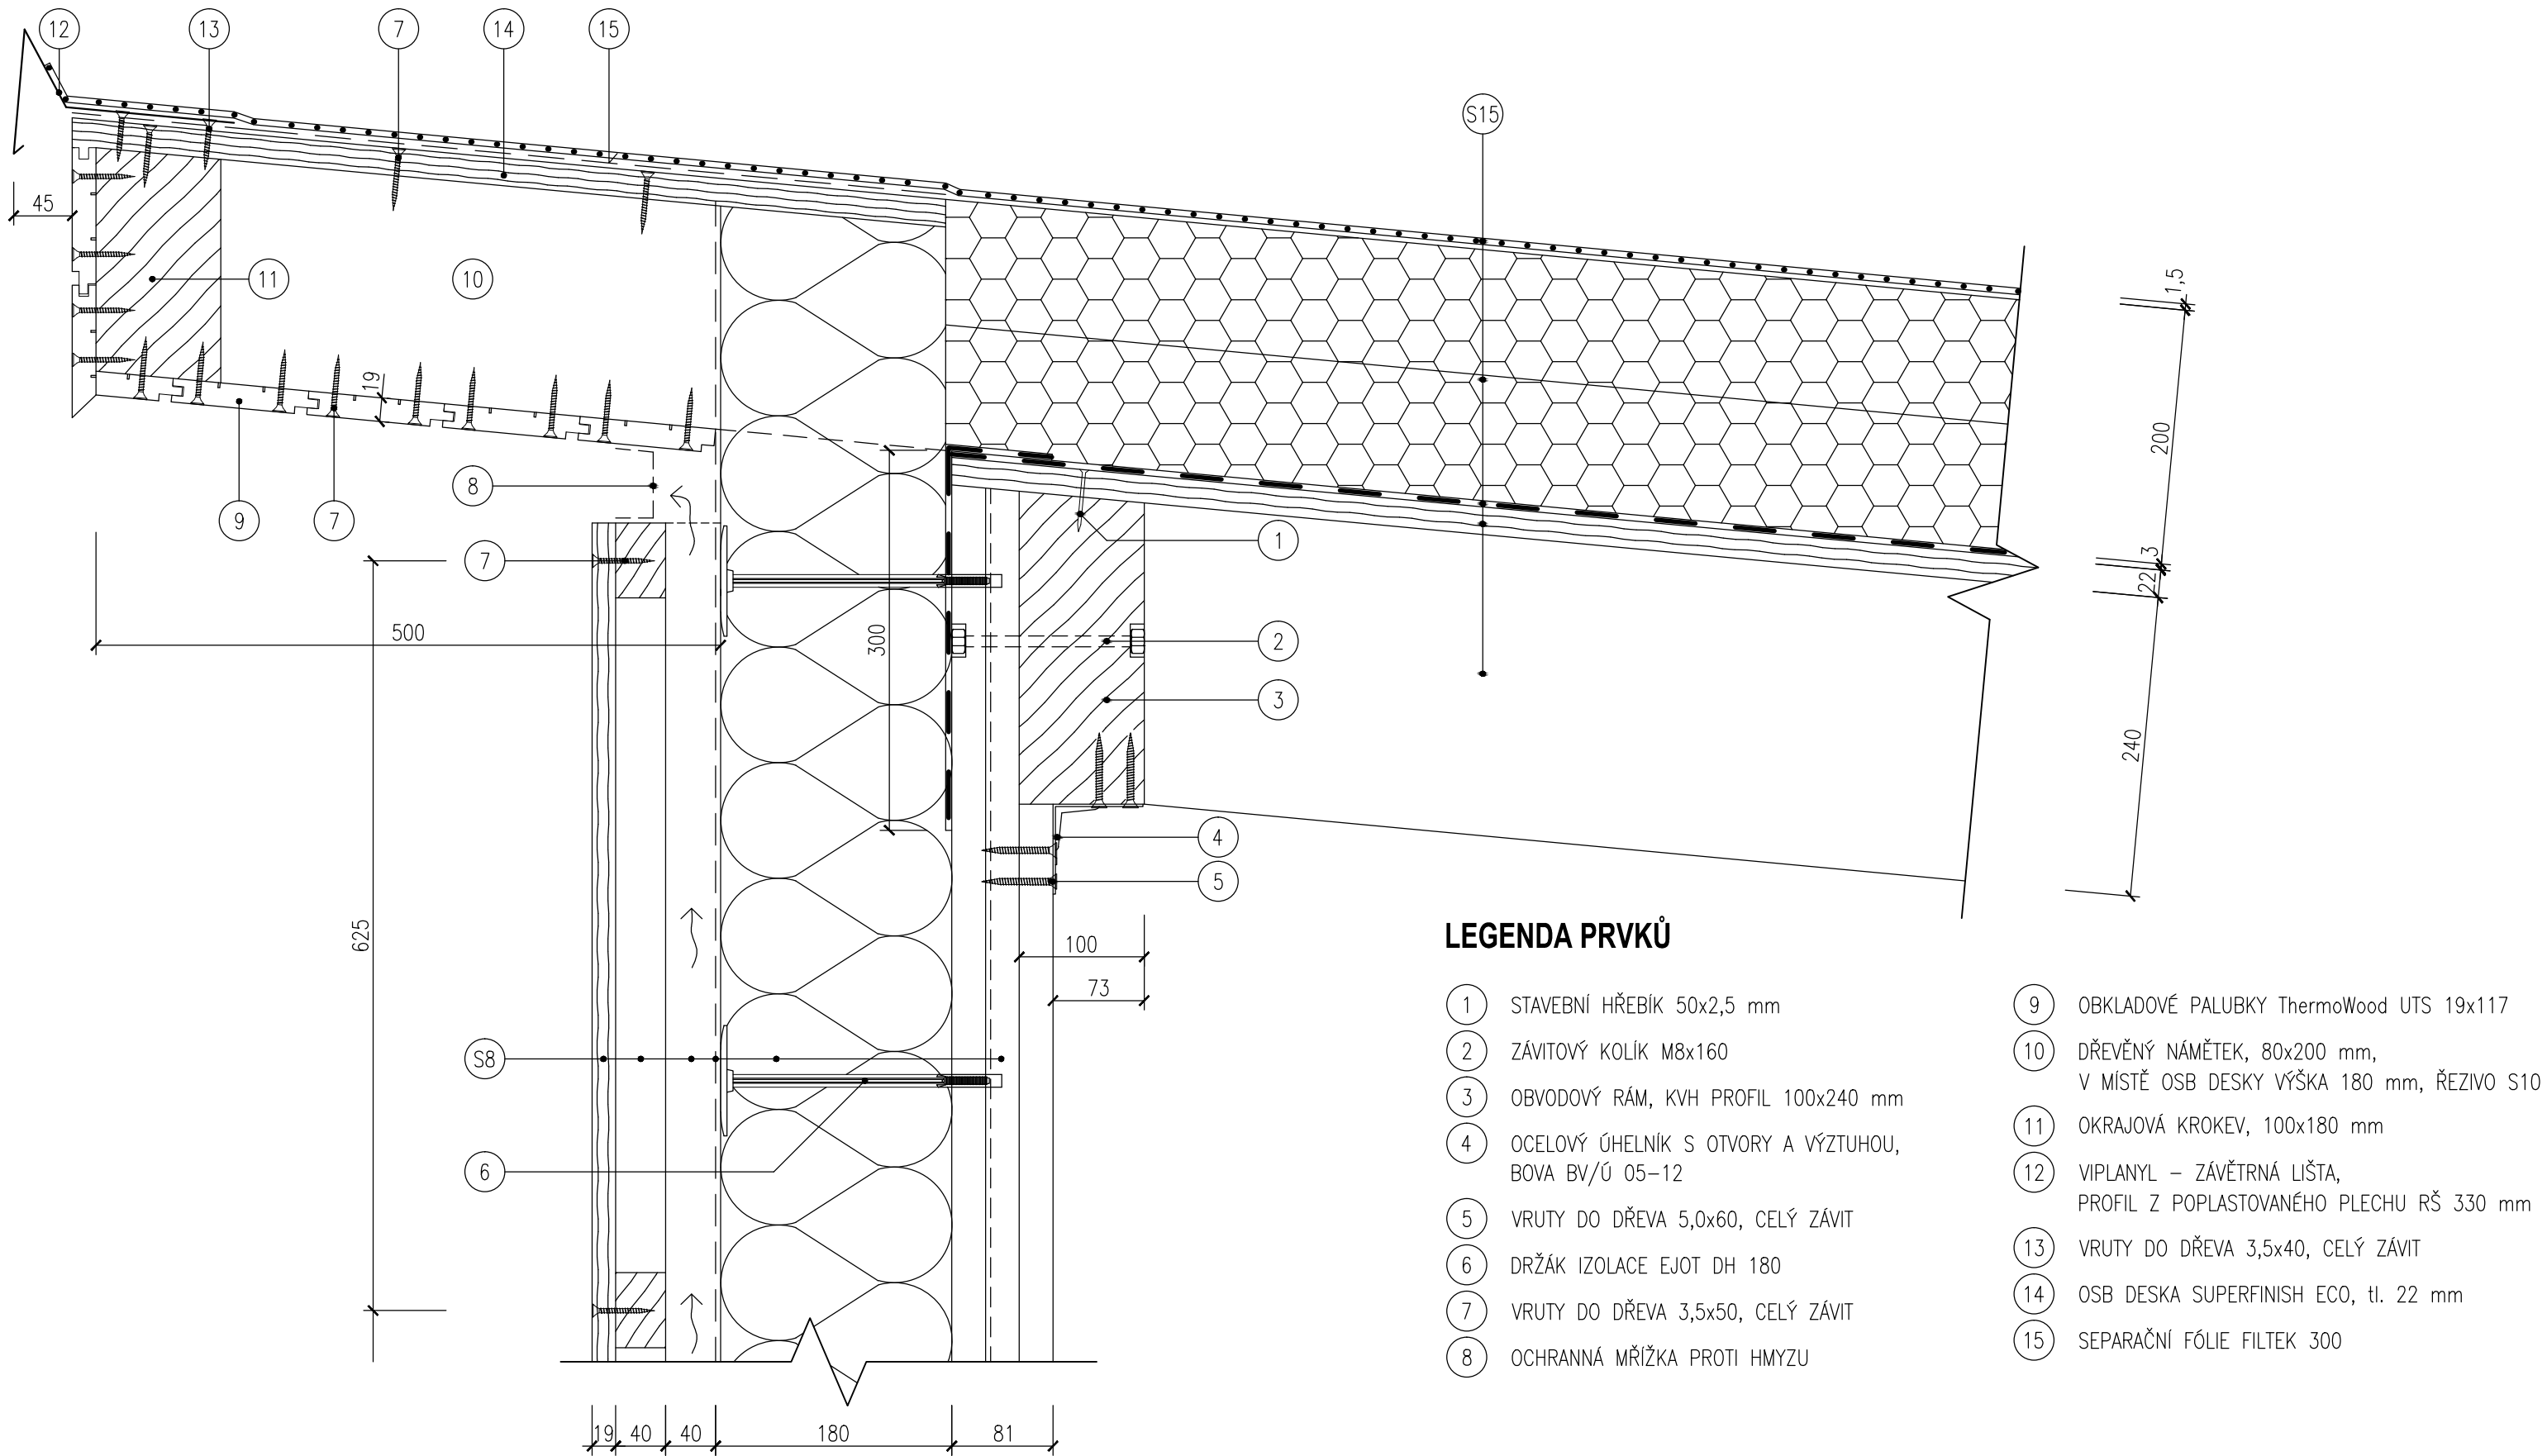 12
13
7
14
15
S15
45
11
10
19
9
7
8
7
500
300
625
1
2
3
4
5
S8
6
100
73
1,5
200
3
22
240
19
40
40
180
81
LEGENDA PRVKŮ
1 STAVEBNÍ HŘEBÍK 50x2,5 mm
2 ZÁVITOVÝ KOLÍK M8x160
3 OBVODOVÝ RÁM, KVH PROFIL 100x240 mm
4 OCELOVÝ ÚHELNÍK S OTVORY A VÝZTUHOU,
BOVA BV/Ú 05-12
5 VRUTY DO DŘEVA 5,0x60, CELÝ ZÁVIT
6 DRŽÁK IZOLACE EJOT DH 180
7 VRUTY DO DŘEVA 3,5x50, CELÝ ZÁVIT
8 OCHRANNÁ MŘÍŽKA PROTI HMYZU
9 OBKLADOVÉ PALUBKY ThermoWood UTS 19x117
10 DŘEVĚNÝ NÁMĚTEK, 80x200 mm,
V MÍSTĚ OSB DESKY VÝŠKA 180 mm, ŘEZIVO S10
11 OKRAJOVÁ KROKEV, 100x180 mm
12 VIPLANYL – ZÁVĚTRNÁ LIŠTA,
PROFIL Z POPLASTOVANÉHO PLECHU RŠ 330 mm
13 VRUTY DO DŘEVA 3,5x40, CELÝ ZÁVIT
14 OSB DESKA SUPERFINISH ECO, tl. 22 mm
15 SEPARAČNÍ FÓLIE FILTEK 300